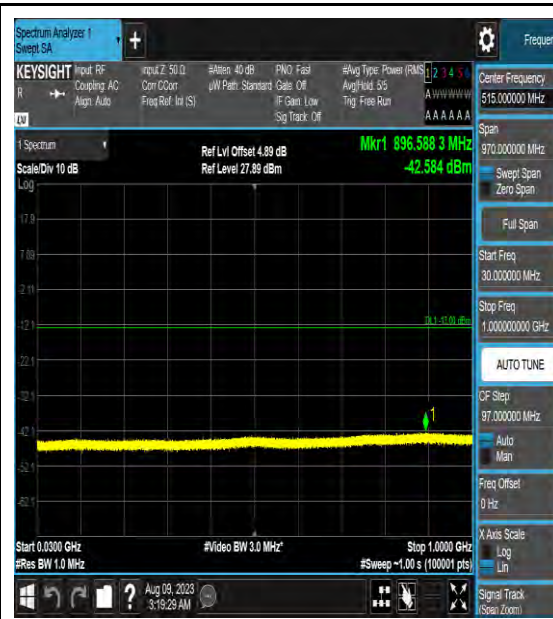 Spectrum Analyzer 1
Swept SA
Frequen
KEYSIGHT
Input: RF
Coupling: AC
Align: Auto
Input Z: 50 Ω
Corr CCorr
Freq Ref: Int (S)
#Atten: 40 dB
µW Path: Standard
PNO: Fast
Gate: Off
IF Gain: Low
Sig Track: Off
#Avg Type: Power (RMS
Avg|Hold: 5/5
Trig: Free Run
1 2 3 4 5 6
A W W W W W
A A A A A A
R
LW
1 Spectrum
Scale/Div 10 dB
Ref Lvl Offset 4.89 dB
Ref Level 27.89 dBm
Mkr1 896.588 3 MHz
-42.584 dBm
Log
17.9
7.89
-2.11
-12.1
-22.1
-32.1
-42.1
-52.1
-62.1
DL1 -13.00 dBm
1
Start 0.0300 GHz
#Res BW 1.0 MHz
#Video BW 3.0 MHz*
Stop 1.0000 GHz
#Sweep ~1.00 s (100001 pts)
Center Frequency
515.000000 MHz
Span
970.000000 MHz
Swept Span
Zero Span
Full Span
Start Freq
30.000000 MHz
Stop Freq
1.000000000 GHz
AUTO TUNE
CF Step
97.000000 MHz
Auto
Man
Freq Offset
0 Hz
X Axis Scale
Log
Lin
Signal Track
(Span Zoom)
?
Aug 09, 2023
3:19:29 AM